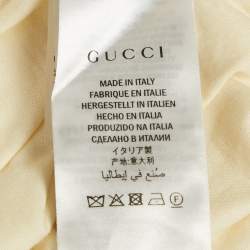 GUCCI
MADE IN ITALY
FABRIQUE EN ITALIE
HERGESTELLT IN ITALIEN
HECHO EN ITALIA
PRODUZIDO NA ITALIA
СДЕЛАНО В ИТАЛИИ
イタリア製
产地:意大利
صنع في إيطاليا